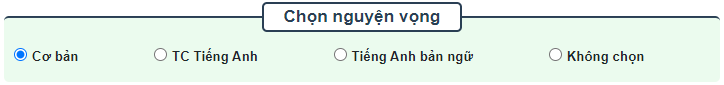 Chọn nguyện vọng
Cơ bản TC Tiếng Anh Tiếng Anh bản ngữ Không chọn